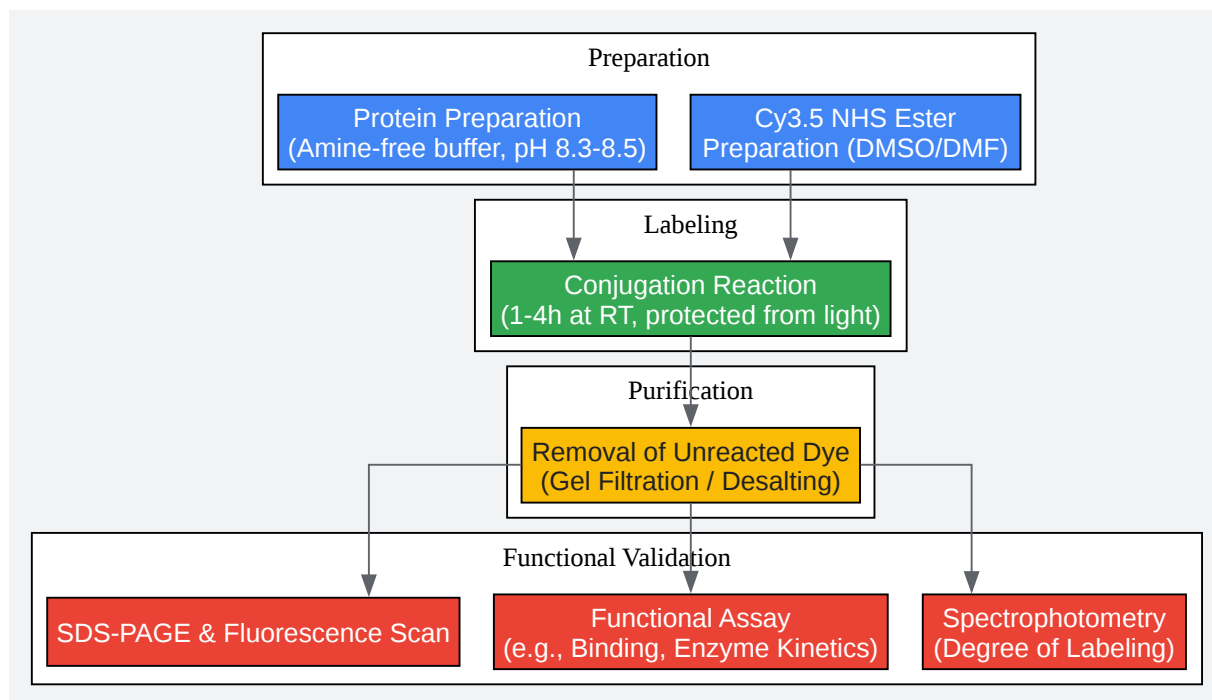 Preparation
Protein Preparation
(Amine-free buffer, pH 8.3-8.5)
Cy3.5 NHS Ester
Preparation (DMSO/DMF)
Labeling
Conjugation Reaction
(1-4h at RT, protected from light)
Purification
Removal of Unreacted Dye
(Gel Filtration / Desalting)
Functional Validation
SDS-PAGE & Fluorescence Scan
Functional Assay
(e.g., Binding, Enzyme Kinetics)
Spectrophotometry
(Degree of Labeling)